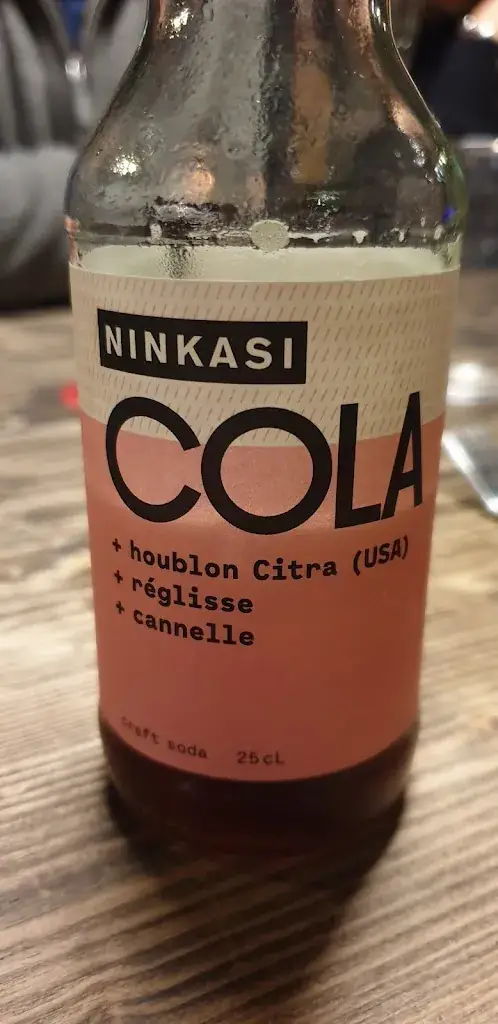 NINKASI
COLA
+ houblon Citra (USA)
+ réglisse
+ cannelle
craft soda 25cL